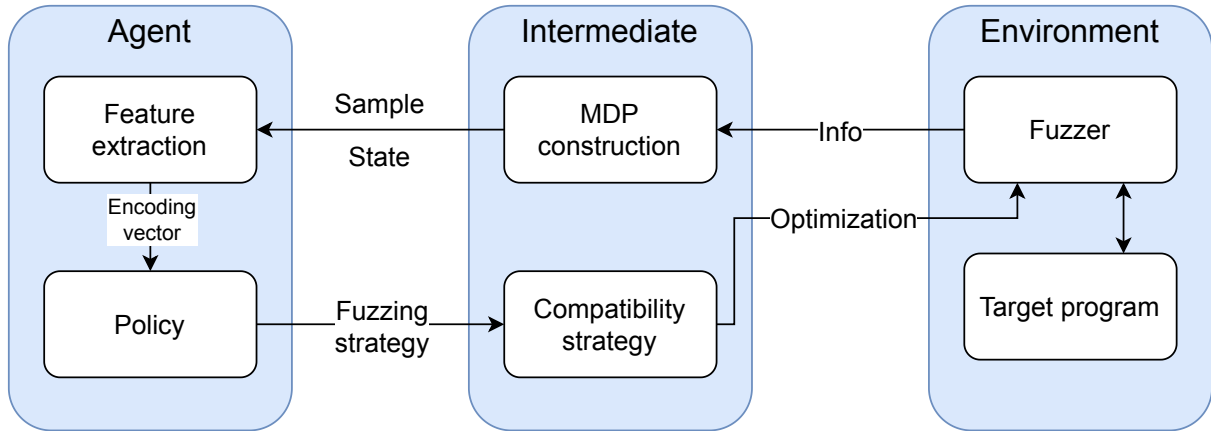 Agent
Intermediate
Environment
Feature
extraction
Sample
State
MDP
construction
Info
Fuzzer
Encoding
vector
Optimization
Policy
Fuzzing
strategy
Compatibility
strategy
Target program